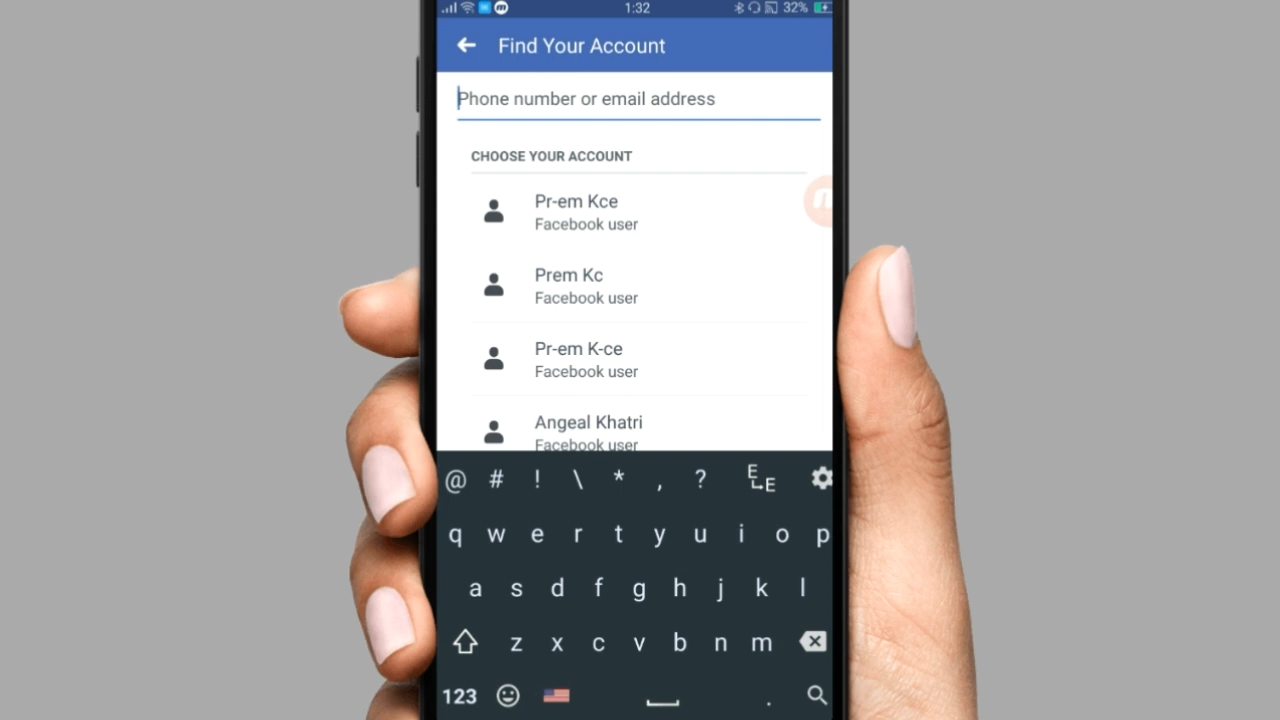 1:32
32%
Find Your Account
Phone number or email address
CHOOSE YOUR ACCOUNT
Pr-em Kce
Facebook user
Prem Kc
Facebook user
Pr-em K-ce
Facebook user
Angeal Khatri
Facebook user
@ # ! \ * , ? E E
q w e r t y u i o p
a s d f g h j k l
z x c v b n m
123 .